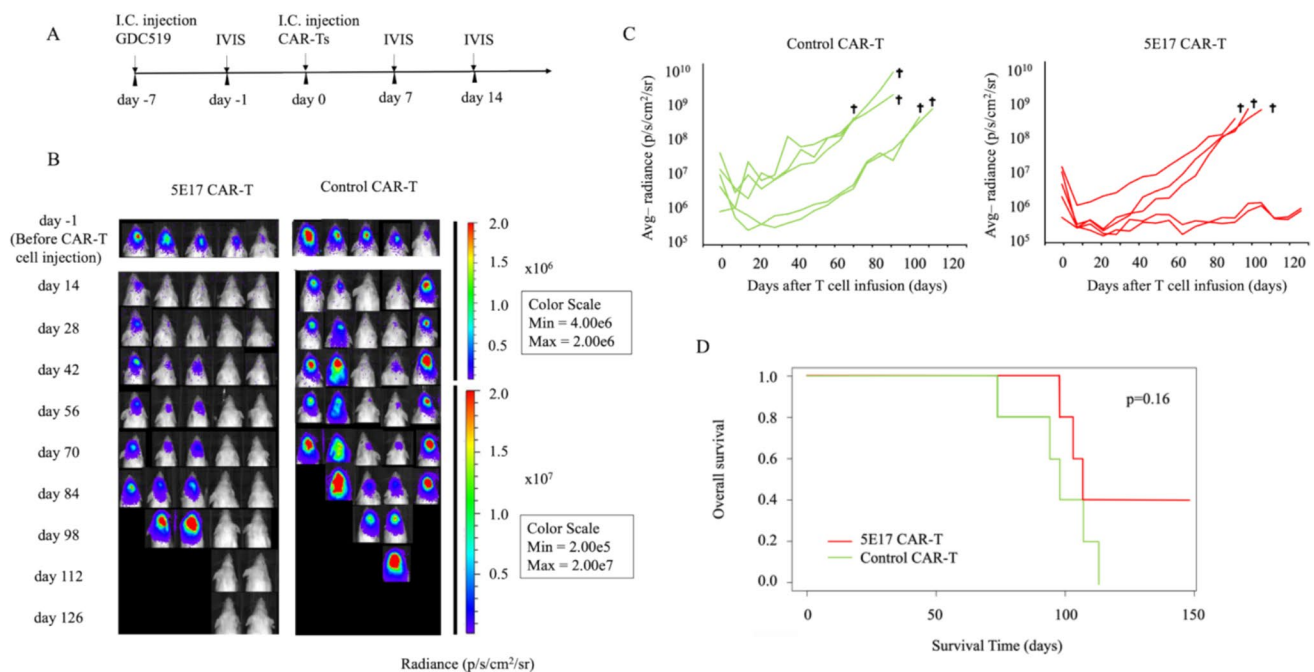 A
I.C. injection
GDC519
IVIS
I.C. injection
CAR-Ts
IVIS
IVIS
day -7
day -1
day 0
7
14
day
day
B
5E17 CAR-T
Control CAR-T
day -1
(Before CAR-T
cell injection)
day 14
day 28
day 42
day 56
day 70
day 84
day 98
day 112
day 126
2.0
1.5
x10⁶
1.0
0.5
Color Scale
Min = 4.00e6
Max = 2.00e6
2.0
1.5
x10⁷
1.0
0.5
Color Scale
Min = 2.00e5
Max = 2.00e7
Radiance (p/s/cm²/sr)
C
Control CAR-T
Avg– radiance (p/s/cm²/sr)
10¹⁰
10⁹
10⁸
10⁷
10⁶
10⁵
0 20 40 60 80 100 120
Days after T cell infusion (days)
5E17 CAR-T
Avg– radiance (p/s/cm²/sr)
10¹⁰
10⁹
10⁸
10⁷
10⁶
10⁵
0 20 40 60 80 100 120
Days after T cell infusion (days)
D
Overall survival
1.0
0.8
0.6
0.4
0.2
0.0
p=0.16
5E17 CAR-T
Control CAR-T
0 50 100 150
Survival Time (days)